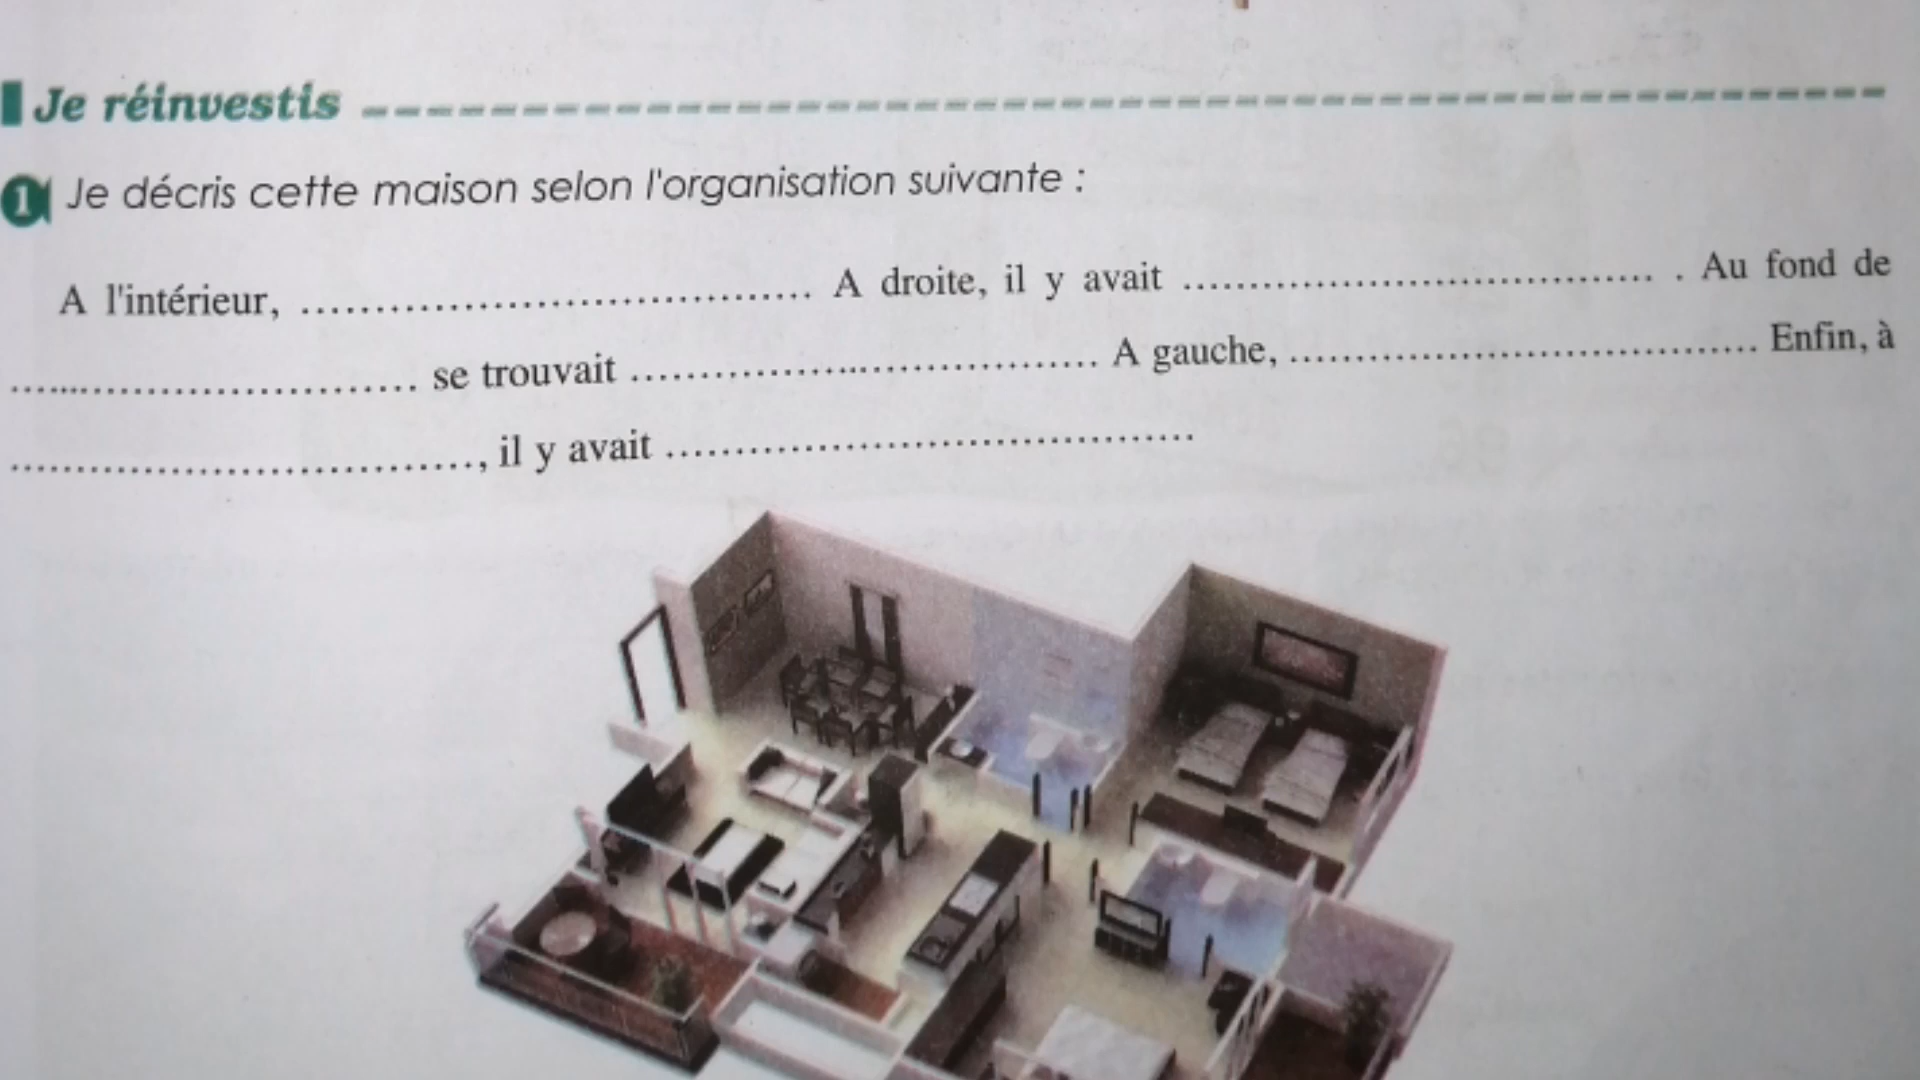 Je réinvestis
1 Je décris cette maison selon l'organisation suivante :
A l'intérieur, .................................. A droite, il y avait ................................ . Au fond de
............................ se trouvait ................................ A gauche, ................................ Enfin, à
................................, il y avait ....................................